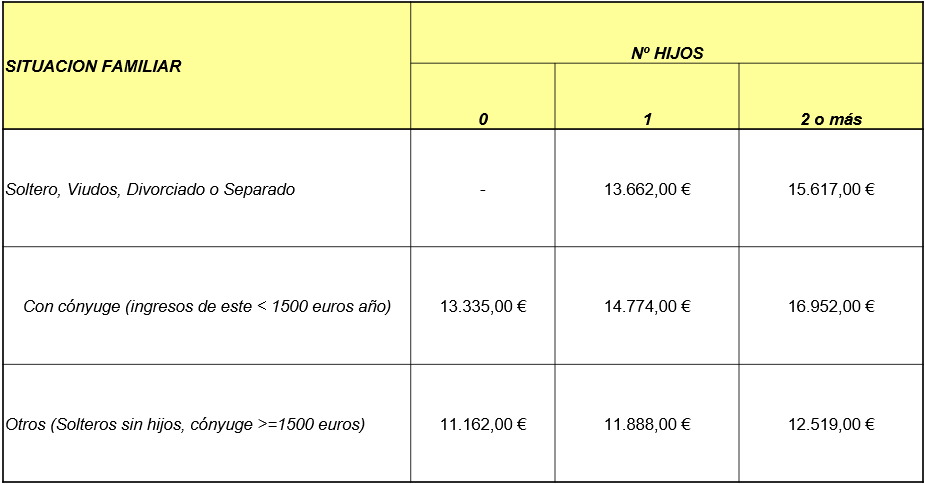 SITUACION FAMILIAR
Nº HIJOS
0 1 2 o más
Soltero, Viudos, Divorciado o Separado - 13.662,00 € 15.617,00 €
Con cónyuge (ingresos de este < 1500 euros año) 13.335,00 € 14.774,00 € 16.952,00 €
Otros (Solteros sin hijos, cónyuge >=1500 euros) 11.162,00 € 11.888,00 € 12.519,00 €